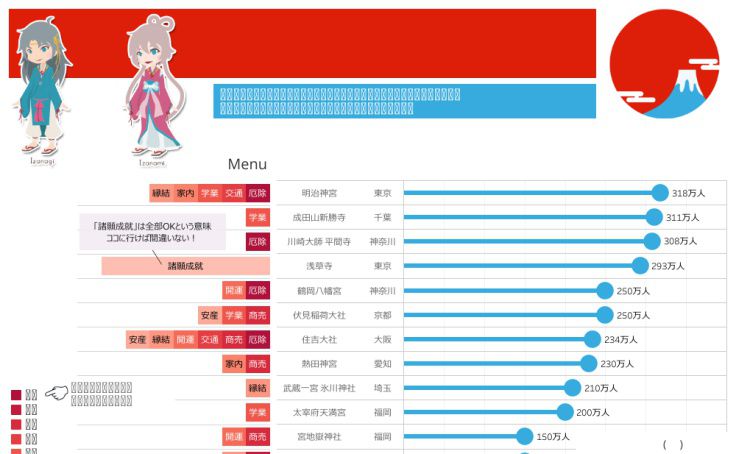 Izanagi
Izanami
Menu
縁結 家内 学業 交通 厄除 明治神宮 東京 318万人
学業 成田山新勝寺 千葉 311万人
「諸願成就」は全部OKという意味
ココに行けば間違いない！
厄除 川崎大師 平間寺 神奈川 308万人
諸願成就 浅草寺 東京 293万人
開運 厄除 鶴岡八幡宮 神奈川 250万人
安産 学業 商売 伏見稲荷大社 京都 250万人
安産 縁結 開運 交通 商売 厄除 住吉大社 大阪 234万人
家内 商売 熱田神宮 愛知 230万人
縁結 武蔵一宮 氷川神社 埼玉 210万人
学業 太宰府天満宮 福岡 200万人
開運 商売 宮地嶽神社 福岡 150万人
( )